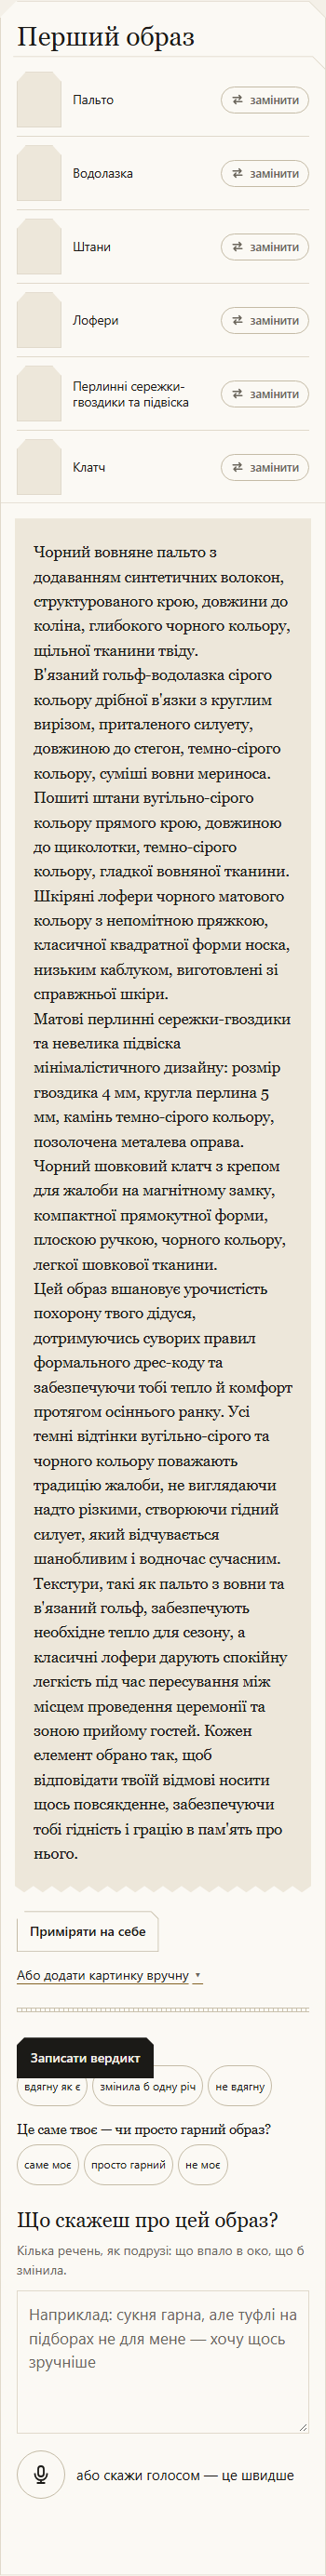 Перший образ
Пальто
замінити
Водолазка
замінити
Штани
замінити
Лофери
замінити
Перлинні сережки-
гвоздики та підвіска
замінити
Клатч
замінити
Чорний вовняне пальто з
додаванням синтетичних волокон,
структурованого крою, довжини до
коліна, глибокого чорного кольору,
щільної тканини твіду.
В'язаний гольф-водолазка сірого
кольору дрібної в'язки з круглим
вирізом, приталеного силуету,
довжиною до стегон, темно-сірого
кольору, суміші вовни мериноса.
Пошиті штани вугільно-сірого
кольору прямого крою, довжиною
до щиколотки, темно-сірого
кольору, гладкої вовняної тканини.
Шкіряні лофери чорного матового
кольору з непомітною пряжкою,
класичної квадратної форми носка,
низьким каблуком, виготовлені зі
справжньої шкіри.
Матові перлинні сережки-гвоздики
та невелика підвіска
мінімалістичного дизайну: розмір
гвоздика 4 мм, кругла перлина 5
мм, камінь темно-сірого кольору,
позолочена металева оправа.
Чорний шовковий клатч з крепом
для жалоби на магнітному замку,
компактної прямокутної форми,
плоскою ручкою, чорного кольору,
легкої шовкової тканини.
Цей образ вшановує урочистість
похорону твого дідуся,
дотримуючись суворих правил
формального дрес-коду та
забезпечуючи тобі тепло й комфорт
протягом осіннього ранку. Усі
темні відтінки вугільно-сірого та
чорного кольору поважають
традицію жалоби, не виглядаючи
надто різкими, створюючи гідний
силует, який відчувається
шанобливим і водночас сучасним.
Текстури, такі як пальто з вовни та
в'язаний гольф, забезпечують
необхідне тепло для сезону, а
класичні лофери дарують спокійну
легкість під час пересування між
місцем проведення церемонії та
зоною прийому гостей. Кожен
елемент обрано так, щоб
відповідати твоїй відмові носити
щось повсякденне, забезпечуючи
тобі гідність і грацію в пам'ять про
нього.
Приміряти на себе
Або додати картинку вручну
Записати вердикт
вдягну як є
змінила б одну річ
не вдягну
Це саме твоє — чи просто гарний образ?
саме моє
просто гарний
не моє
Що скажеш про цей образ?
Кілька речень, як подрузі: що впало в око, що б
змінила.
Наприклад: сукня гарна, але туфлі на
підборах не для мене — хочу щось
зручніше
або скажи голосом — це швидше